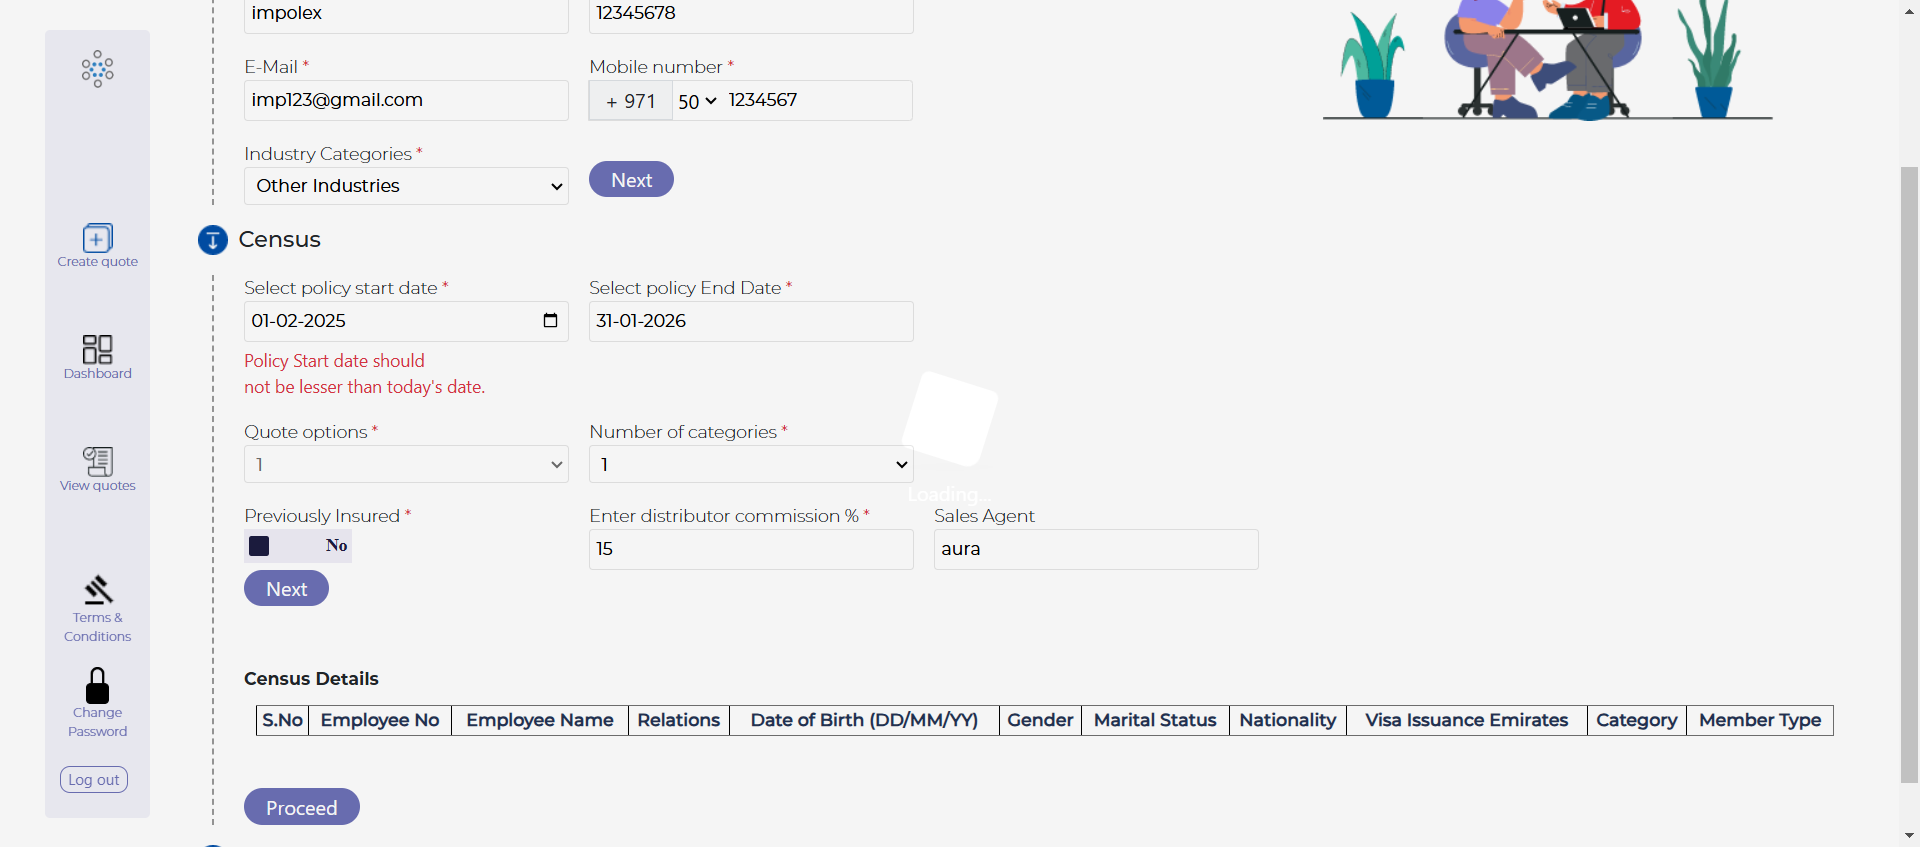 impolex
12345678
E-Mail *
Mobile number *
imp123@gmail.com
+ 971 50 1234567
Industry Categories *
Other Industries
Next
Census
Select policy start date *
Select policy End Date *
01-02-2025
31-01-2026
Policy Start date should
not be lesser than today's date.
Quote options *
Number of categories *
1
1
Loading...
Previously Insured *
Enter distributor commission % *
Sales Agent
No
15
aura
Next
Census Details
S.No Employee No Employee Name Relations Date of Birth (DD/MM/YY) Gender Marital Status Nationality Visa Issuance Emirates Category Member Type
Proceed
Create quote
Dashboard
View quotes
Terms &
Conditions
Change
Password
Log out